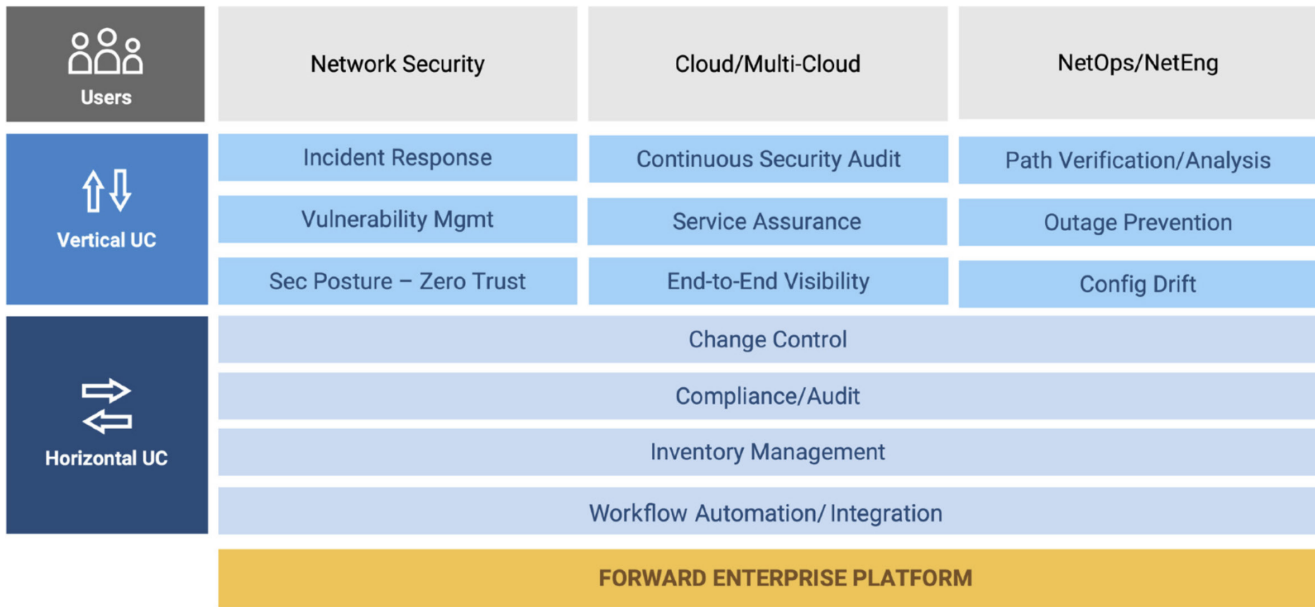 Users
Network Security
Cloud/Multi-Cloud
NetOps/NetEng
Vertical UC
Incident Response
Continuous Security Audit
Path Verification/Analysis
Vulnerability Mgmt
Service Assurance
Outage Prevention
Sec Posture – Zero Trust
End-to-End Visibility
Config Drift
Horizontal UC
Change Control
Compliance/Audit
Inventory Management
Workflow Automation/ Integration
FORWARD ENTERPRISE PLATFORM